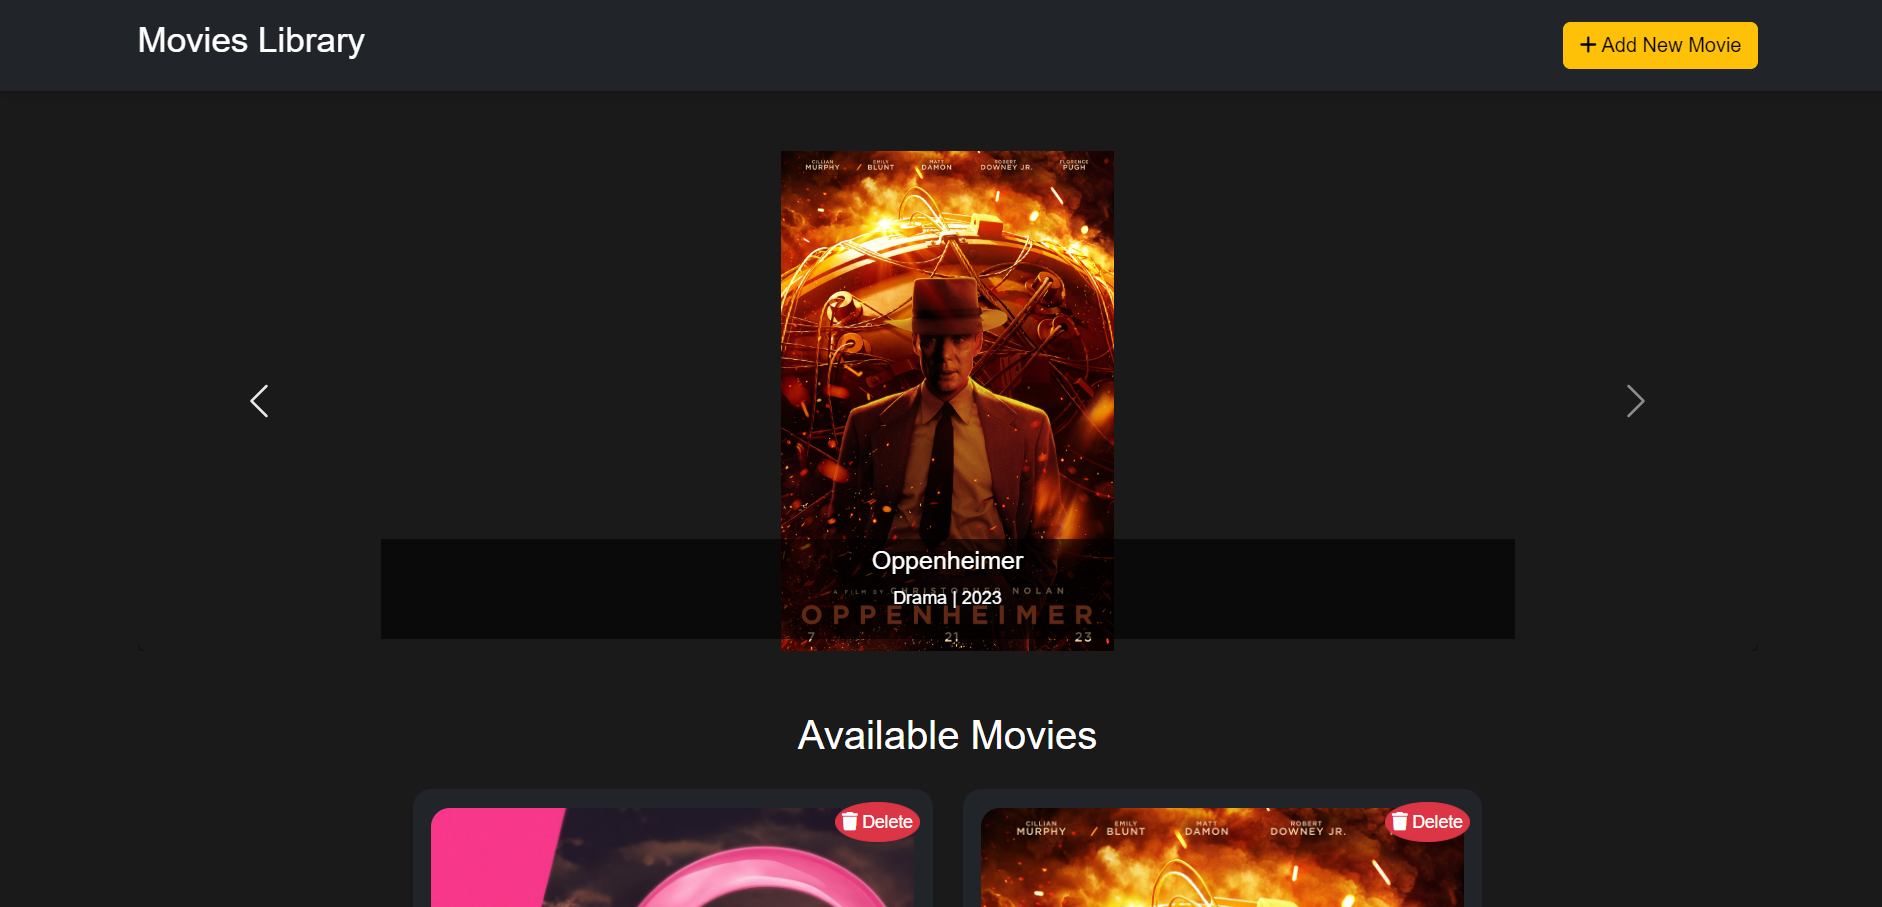 Movies Library
+ Add New Movie
CILLIAN MURPHY / EMILY BLUNT MATT DAMON ROBERT DOWNEY JR. FLORENCE PUGH
Oppenheimer
A FILM BY CHRISTOPHER NOLAN
Drama | 2023
OPPENHEIMER
7 21 23
Available Movies
Delete
Delete
CILLIAN MURPHY / EMILY BLUNT MATT DAMON ROBERT DOWNEY JR.